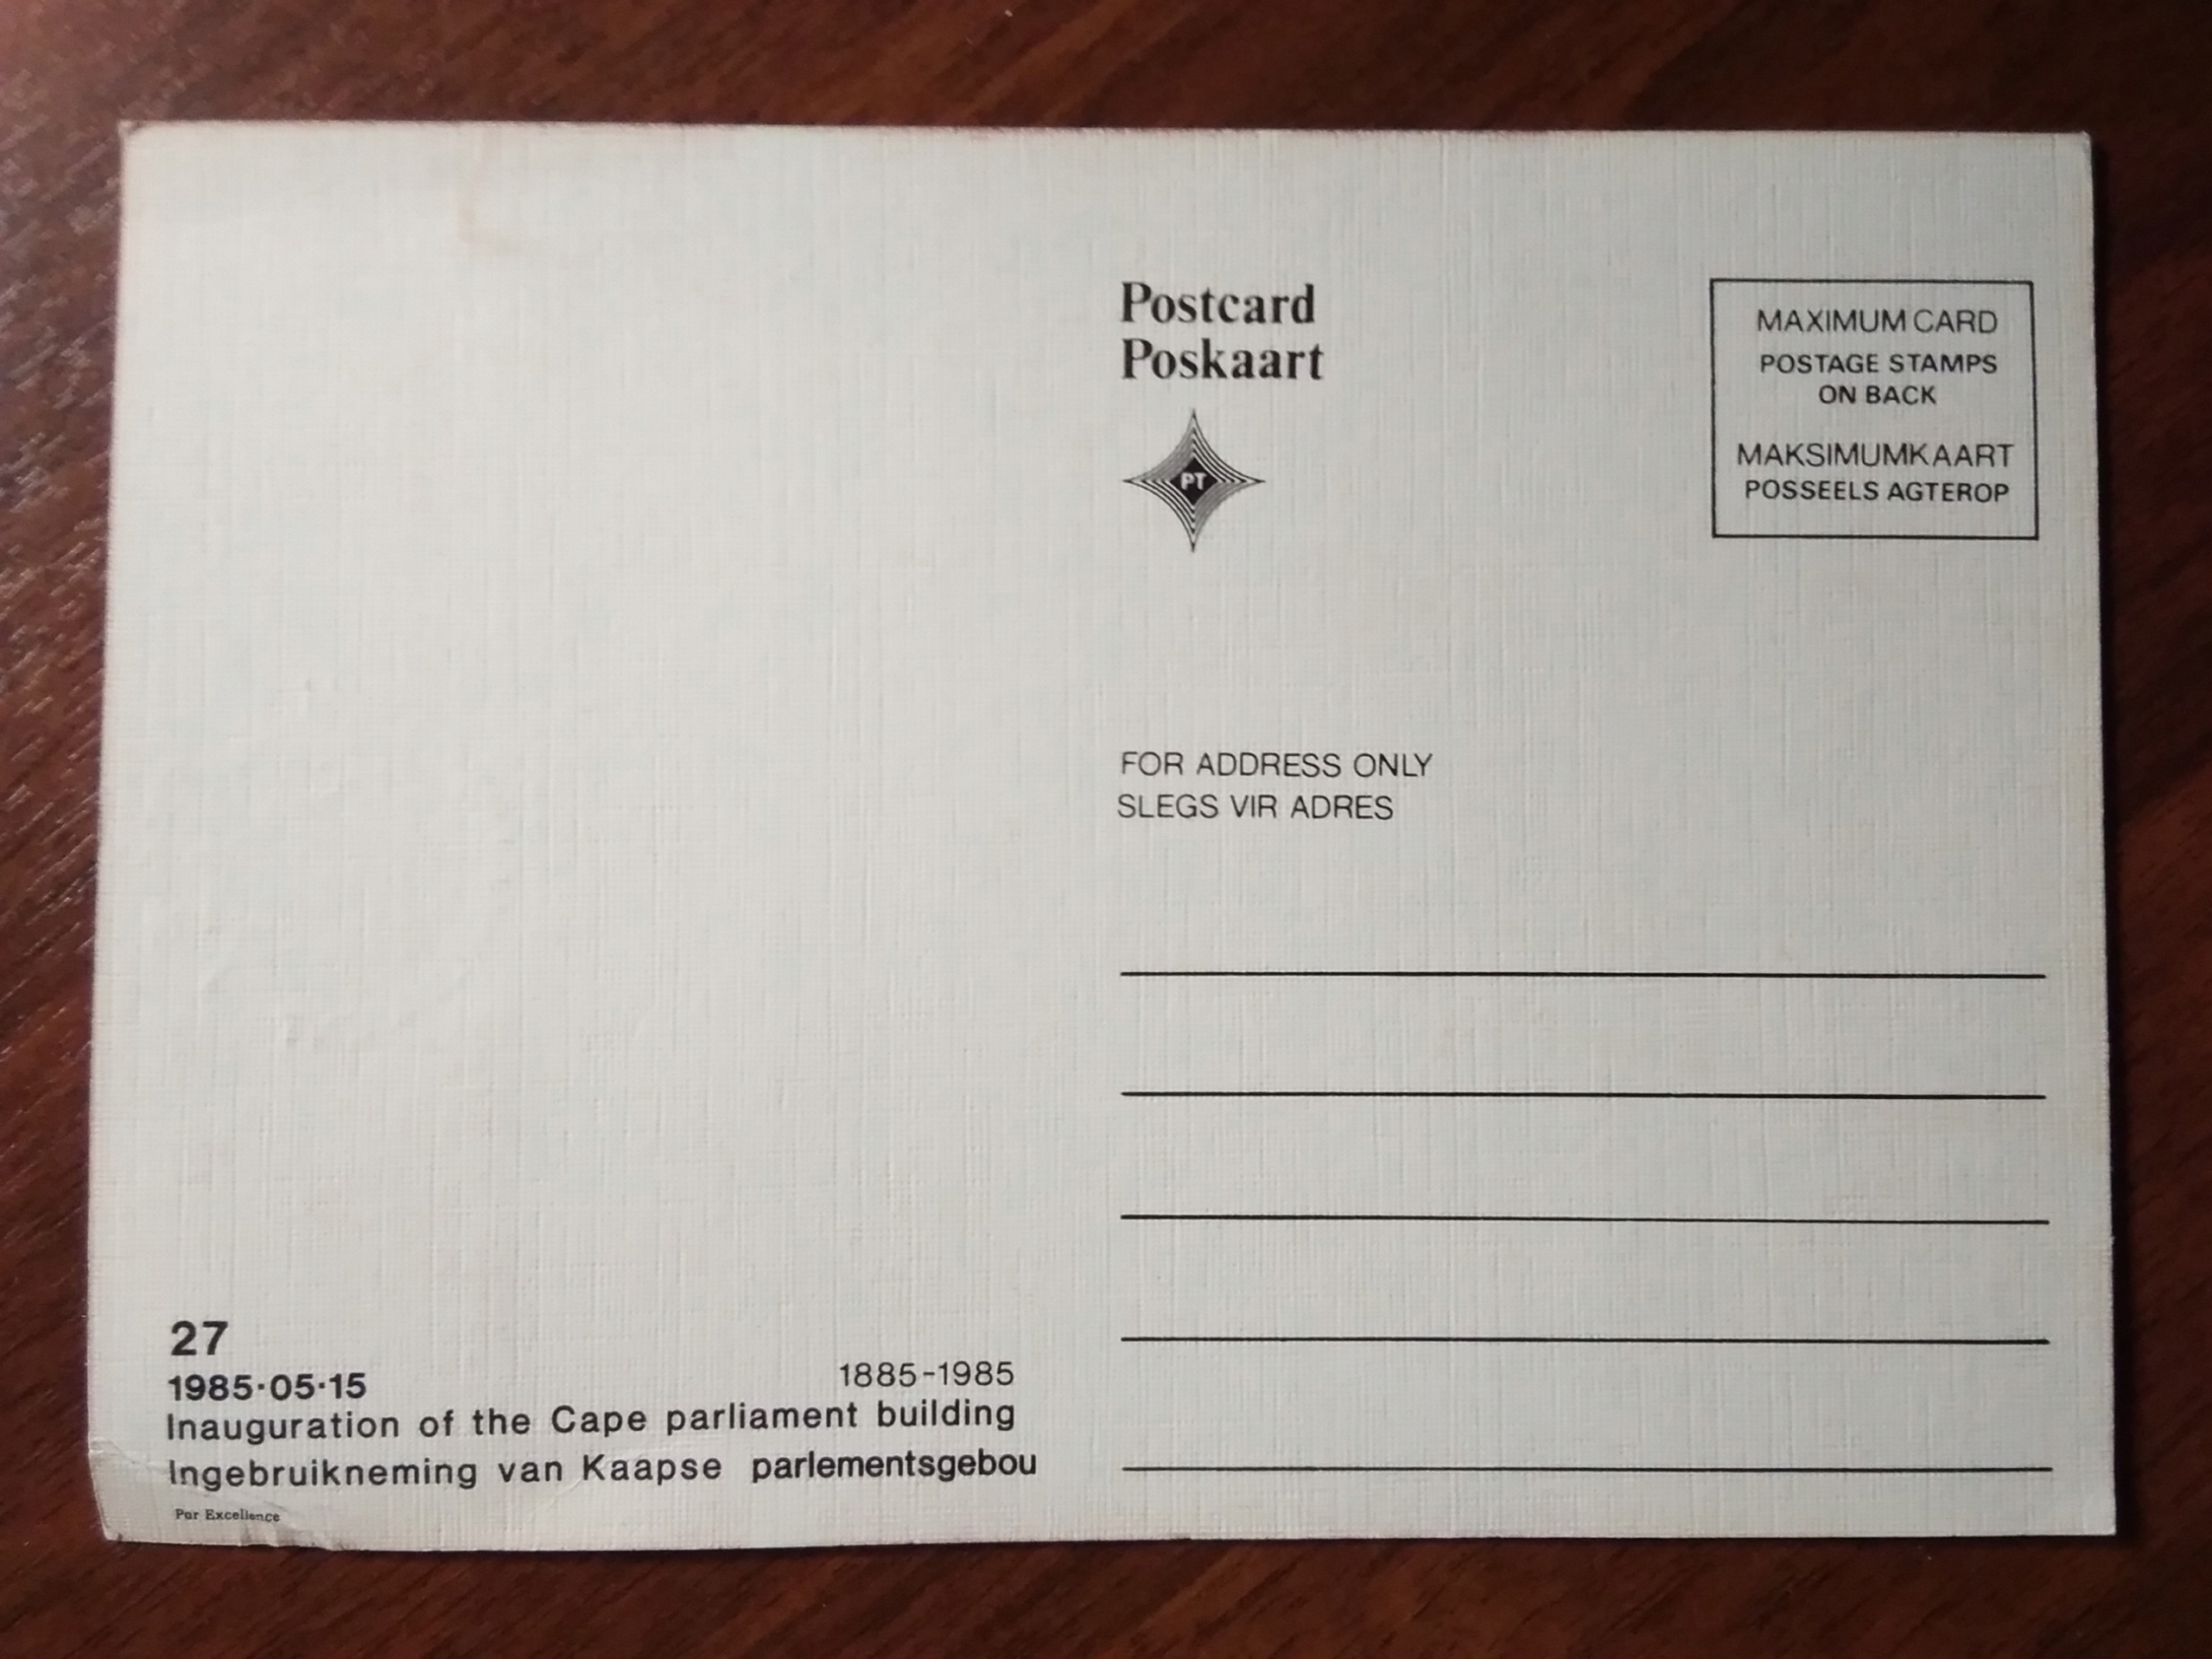 Postcard
Poskaart
PT
MAXIMUM CARD
POSTAGE STAMPS
ON BACK
MAKSIMUMKAART
POSSEELS AGTEROP
FOR ADDRESS ONLY
SLEGS VIR ADRES
27
1985·05·15 1885-1985
Inauguration of the Cape parliament building
Ingebruikneming van Kaapse parlementsgebou
Par Excellence